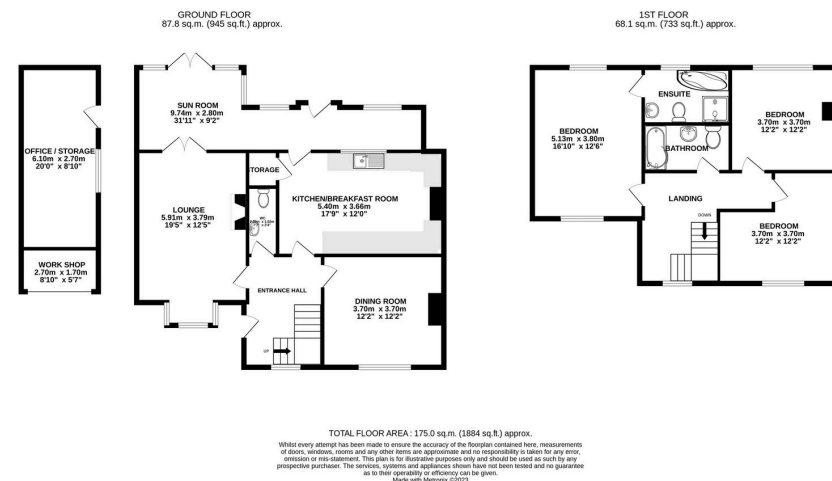 GROUND FLOOR
87.8 sq.m. (945 sq.ft.) approx.
1ST FLOOR
68.1 sq.m. (733 sq.ft.) approx.
SUN ROOM
9.74m x 2.80m
31'11" x 9'2"
OFFICE / STORAGE
6.10m x 2.70m
20'0" x 8'10"
WORK SHOP
2.70m x 1.70m
8'10" x 5'7"
LOUNGE
5.91m x 3.79m
19'5" x 12'5"
STORAGE
WC
KITCHEN/BREAKFAST ROOM
5.40m x 3.66m
17'9" x 12'0"
ENTRANCE HALL
UP
DINING ROOM
3.70m x 3.70m
12'2" x 12'2"
BEDROOM
5.13m x 3.80m
16'10" x 12'6"
ENSUITE
BATHROOM
BEDROOM
3.70m x 3.70m
12'2" x 12'2"
LANDING
DOWN
BEDROOM
3.70m x 3.70m
12'2" x 12'2"
TOTAL FLOOR AREA : 175.0 sq.m. (1884 sq.ft.) approx.
Whilst every attempt has been made to ensure the accuracy of the floorplan contained here, measurements
of doors, windows, rooms and any other items are approximate and no responsibility is taken for any error,
omission or mis-statement. This plan is for illustrative purposes only and should be used as such by any
prospective purchaser. The services, systems and appliances shown have not been tested and no guarantee
as to their operability or efficiency can be given.
Made with Metropix ©2023